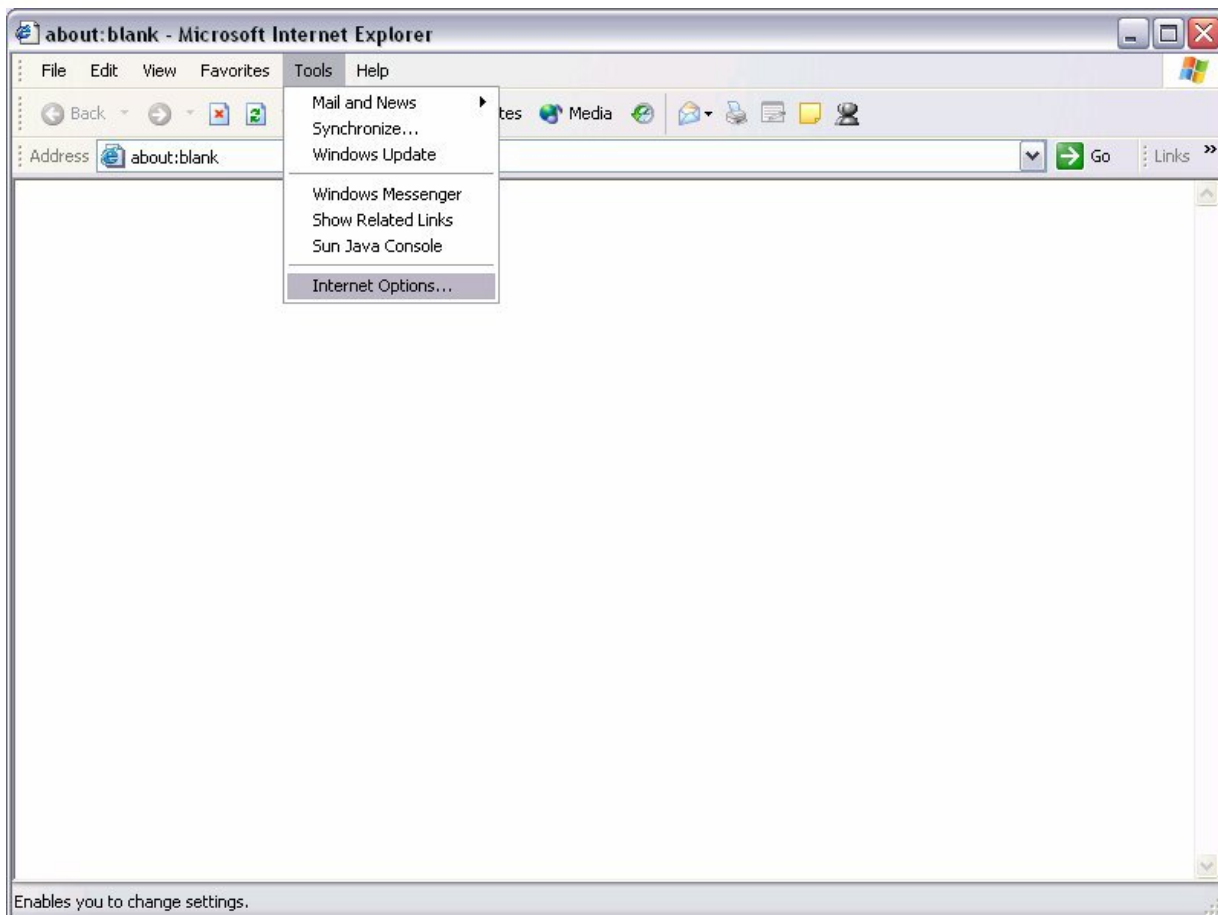 about:blank - Microsoft Internet Explorer
File Edit View Favorites Tools Help
Back Media
Address about:blank Go Links »
Mail and News
Synchronize...
Windows Update
Windows Messenger
Show Related Links
Sun Java Console
Internet Options...
Enables you to change settings.